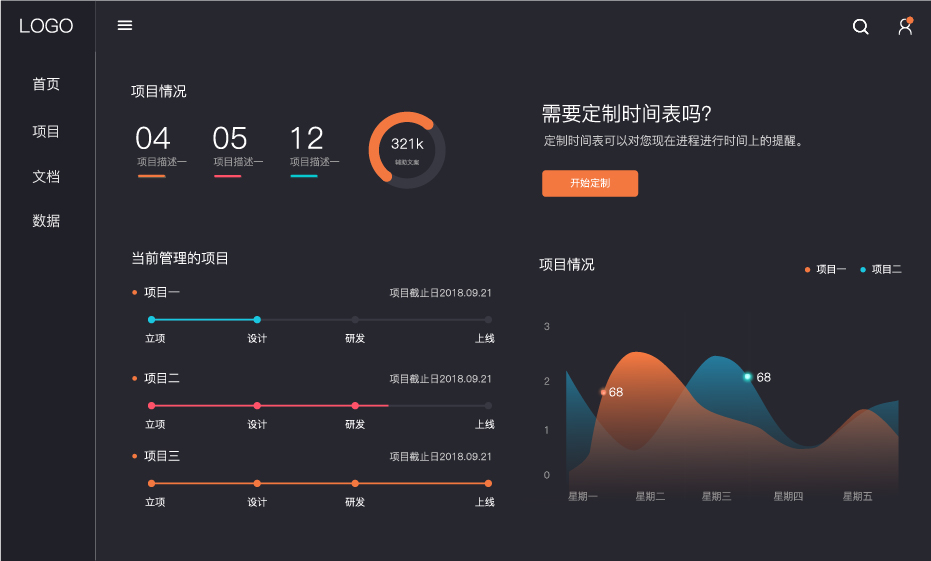 LOGO
首页
项目
文档
数据
项目情况
04
05
12
项目描述一
项目描述一
项目描述一
321k
辅助文案
需要定制时间表吗？
定制时间表可以对您现在进程进行时间上的提醒。
开始定制
当前管理的项目
项目一
项目截止日2018.09.21
立项
设计
研发
上线
项目二
项目截止日2018.09.21
立项
设计
研发
上线
项目三
项目截止日2018.09.21
立项
设计
研发
上线
项目情况
项目一
项目二
3
2
1
0
68
68
星期一
星期二
星期三
星期四
星期五